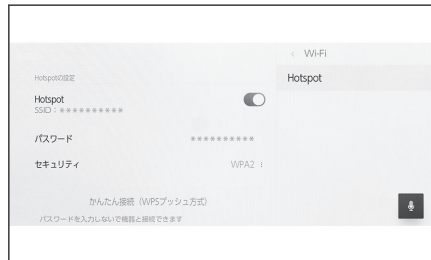 < Wi-Fi
Hotspot
Hotspotの設定
Hotspot
SSID：＊＊＊＊＊＊＊＊＊＊
パスワード ＊＊＊＊＊＊＊＊＊＊
セキュリティ WPA2
かんたん接続（WPSプッシュ方式）
パスワードを入力しないで機器と接続できます